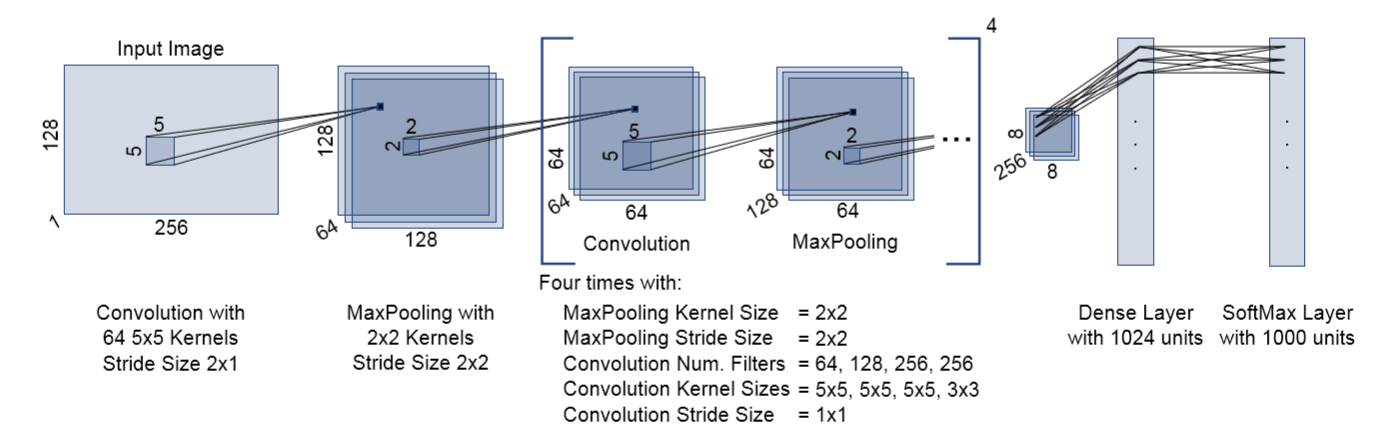 4
Input Image
128
5
5
1
256
128
2
2
64
128
64
5
5
64
64
Convolution
64
2
2
128
64
MaxPooling
...
8
256
8
Four times with:
MaxPooling Kernel Size = 2x2
MaxPooling Stride Size = 2x2
Convolution Num. Filters = 64, 128, 256, 256
Convolution Kernel Sizes = 5x5, 5x5, 5x5, 3x3
Convolution Stride Size = 1x1
Convolution with
64 5x5 Kernels
Stride Size 2x1
MaxPooling with
2x2 Kernels
Stride Size 2x2
Dense Layer
with 1024 units
SoftMax Layer
with 1000 units